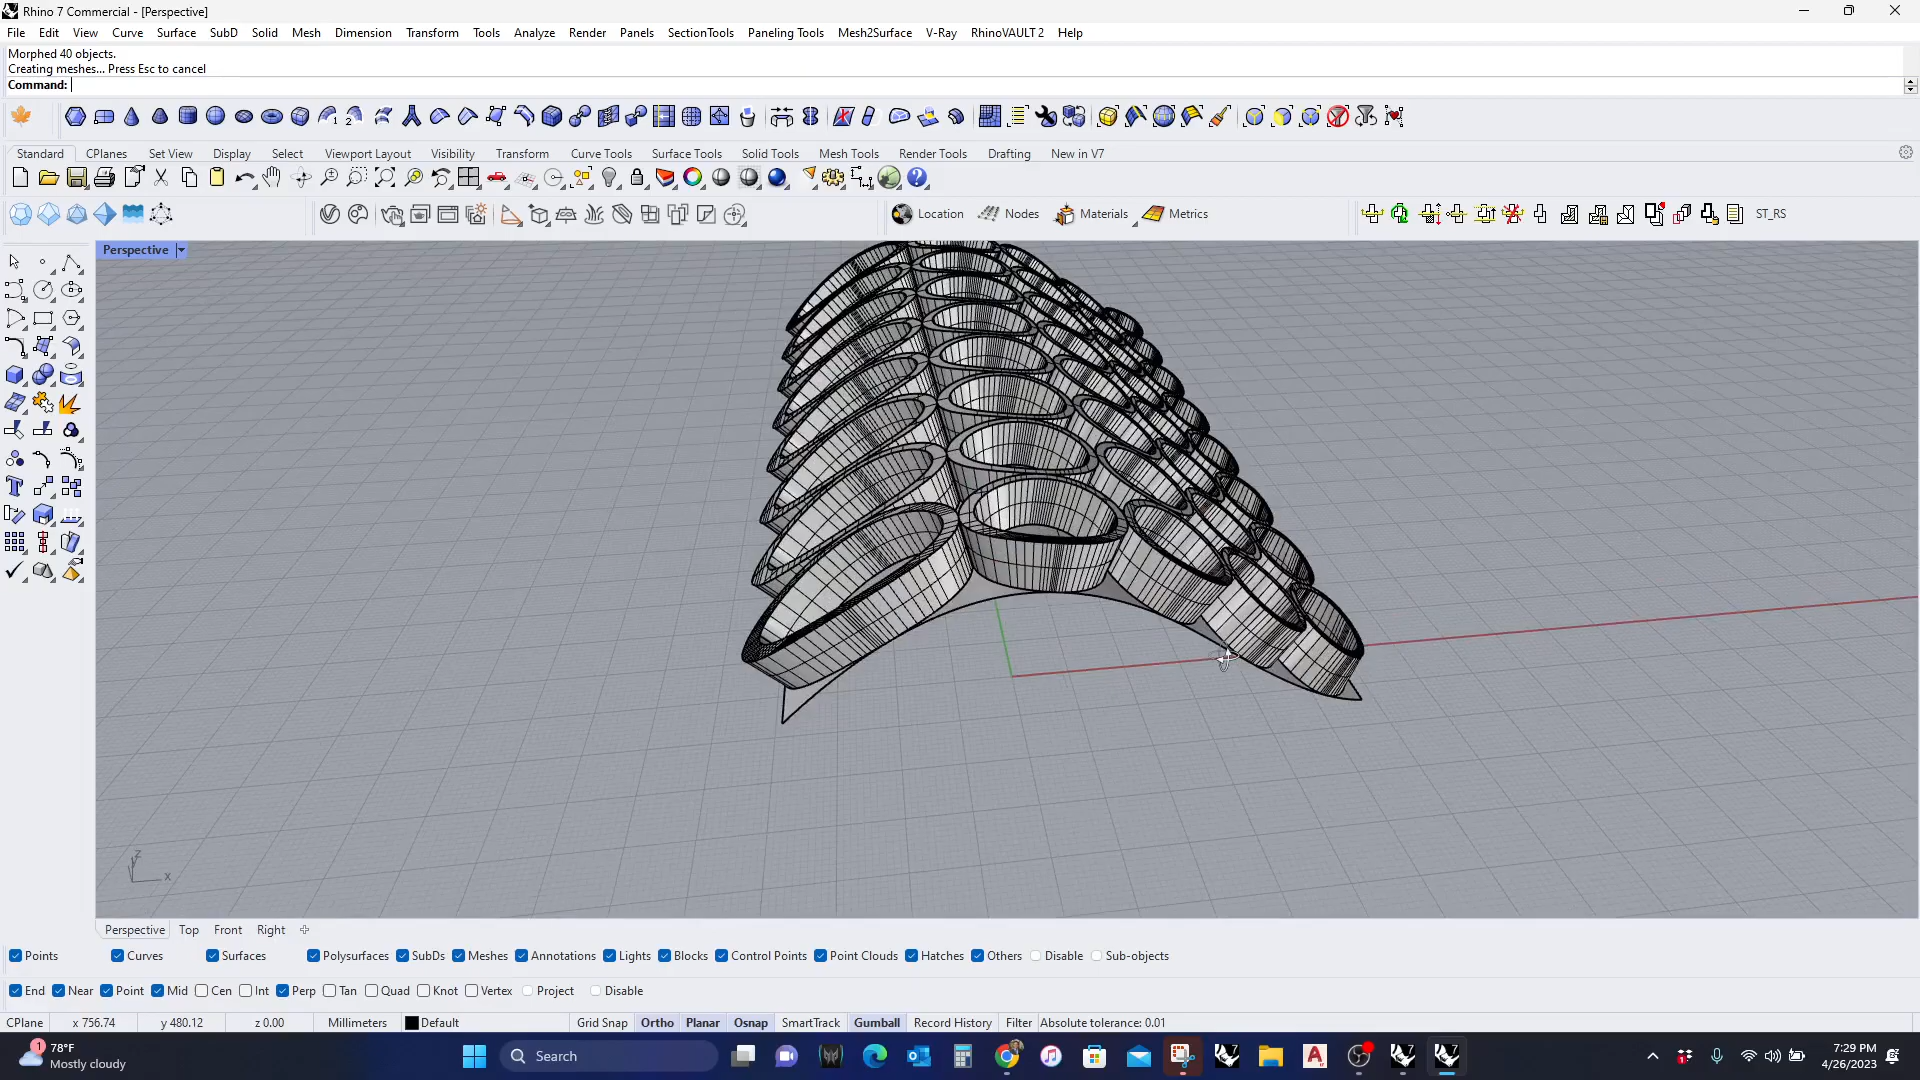 Rhino 7 Commercial - [Perspective]
File Edit View Curve Surface SubD Solid Mesh Dimension Transform Tools Analyze Render Panels SectionTools Paneling Tools Mesh2Surface V-Ray RhinoVAULT 2 Help
Morphed 40 objects.
Creating meshes... Press Esc to cancel
Command:
Standard CPlanes Set View Display Select Viewport Layout Visibility Transform Curve Tools Surface Tools Solid Tools Mesh Tools Render Tools Drafting New in V7
Location Nodes Materials Metrics ST_RS
Perspective
z
x
Perspective Top Front Right
Points Curves Surfaces Polysurfaces SubDs Meshes Annotations Lights Blocks Control Points Point Clouds Hatches Others Disable Sub-objects
End Near Point Mid Cen Int Perp Tan Quad Knot Vertex Project Disable
CPlane x 756.74 y 480.12 z 0.00 Millimeters Default Grid Snap Ortho Planar Osnap SmartTrack Gumball Record History Filter Absolute tolerance: 0.01
1 78°F
Mostly cloudy
Search
7:29 PM
4/26/2023